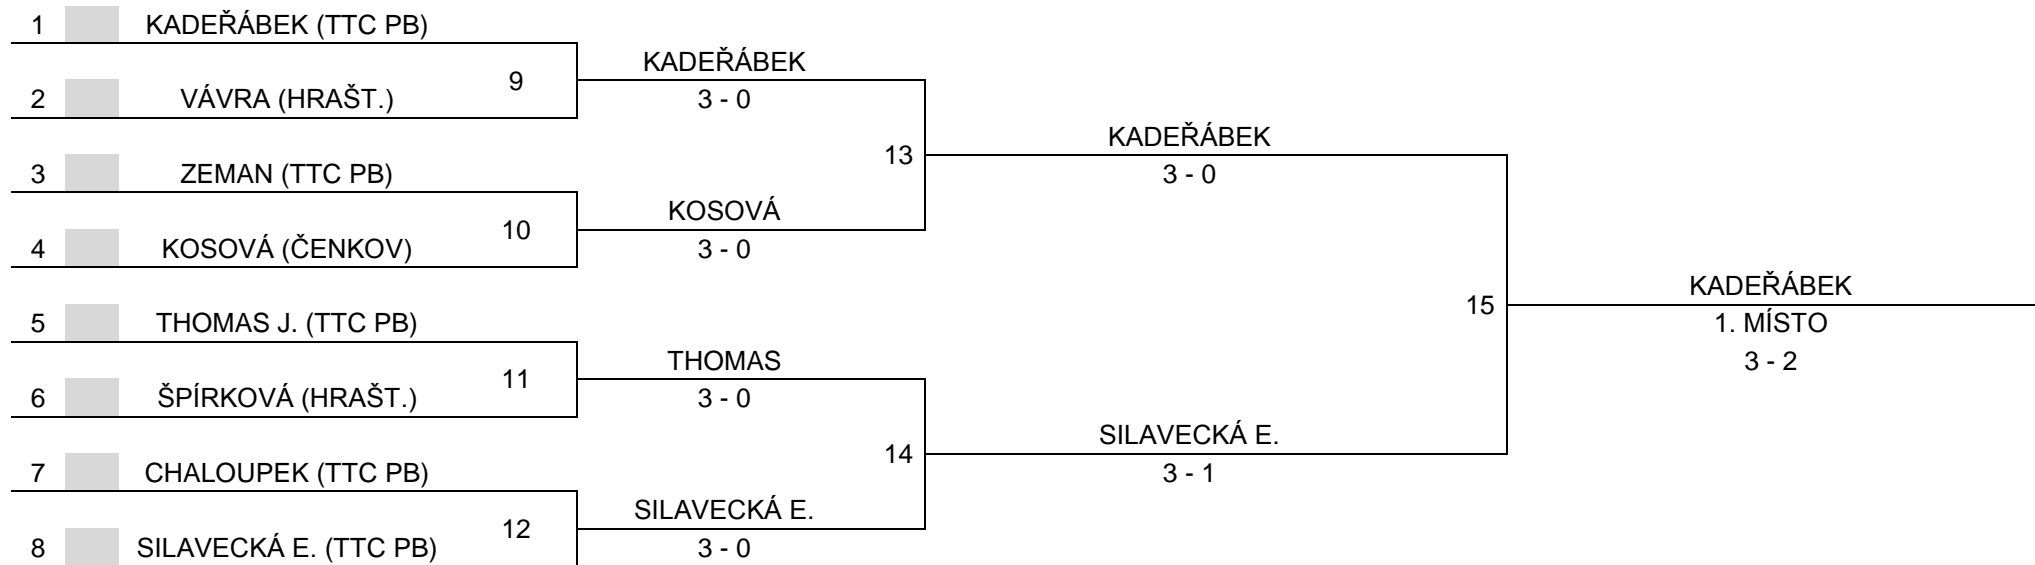 1 KADEŘÁBEK (TTC PB)
KADEŘÁBEK
9
2 VÁVRA (HRAŠT.)
3 - 0
KADEŘÁBEK
13
3 ZEMAN (TTC PB)
3 - 0
KOSOVÁ
10
4 KOSOVÁ (ČENKOV)
3 - 0
KADEŘÁBEK
15
5 THOMAS J. (TTC PB)
1. MÍSTO
THOMAS
3 - 2
11
6 ŠPÍRKOVÁ (HRAŠT.)
3 - 0
SILAVECKÁ E.
14
7 CHALOUPEK (TTC PB)
3 - 1
SILAVECKÁ E.
12
8 SILAVECKÁ E. (TTC PB)
3 - 0